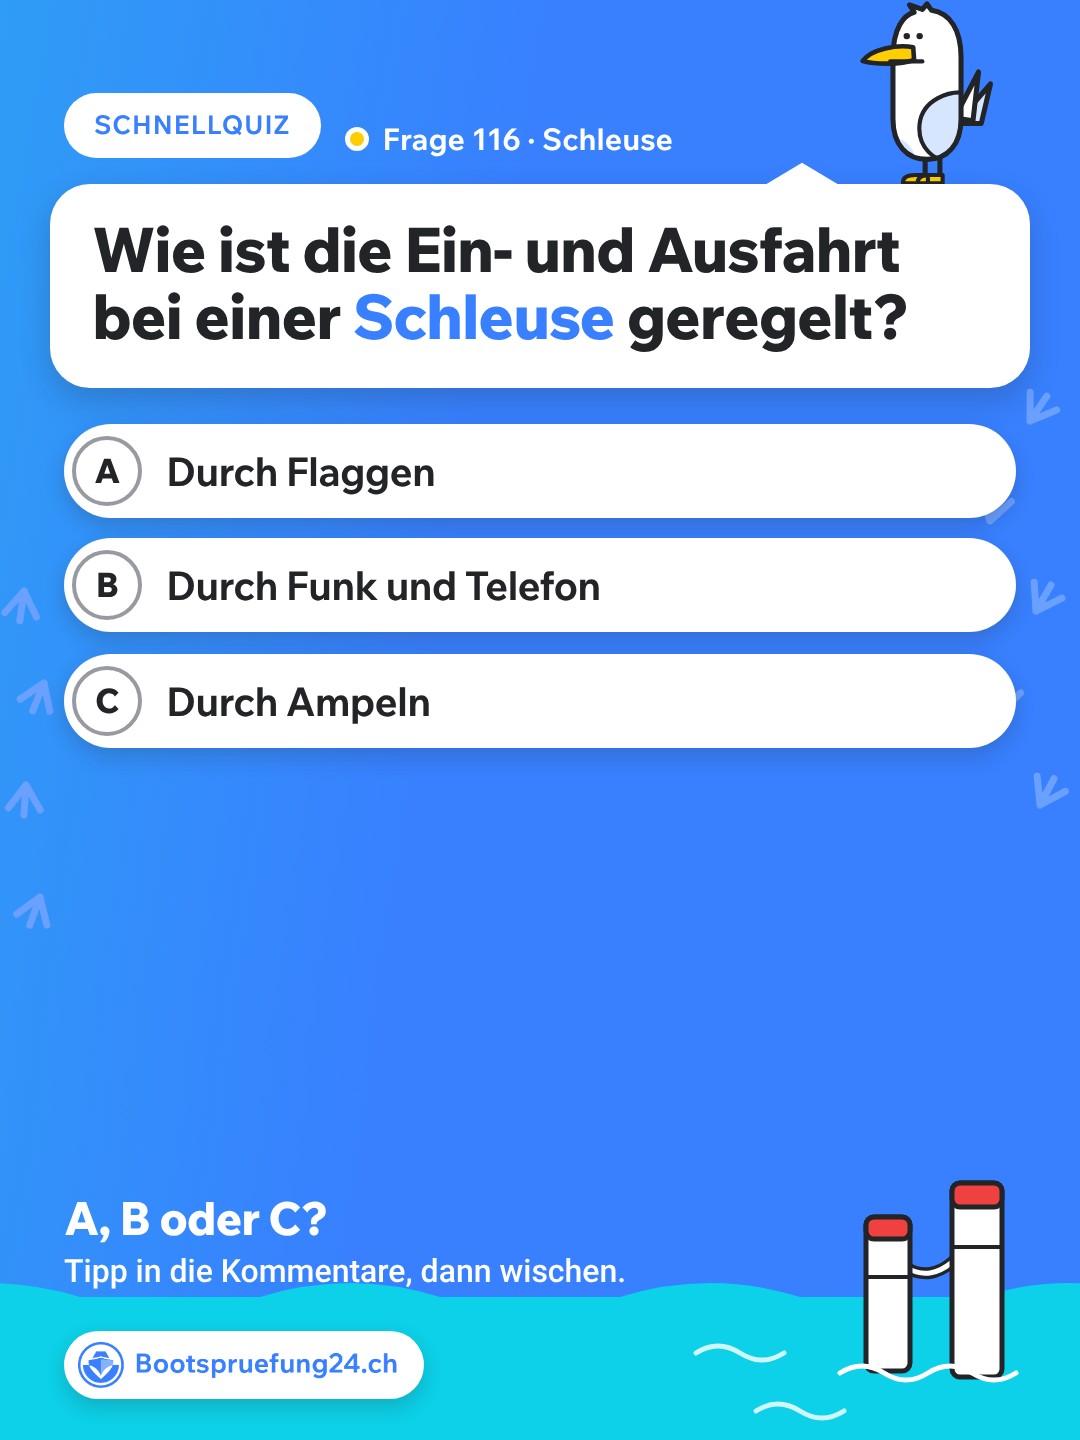 SCHNELLQUIZ
Frage 116 · Schleuse
Wie ist die Ein- und Ausfahrt
bei einer Schleuse geregelt?
A Durch Flaggen
B Durch Funk und Telefon
C Durch Ampeln
A, B oder C?
Tipp in die Kommentare, dann wischen.
Bootspruefung24.ch